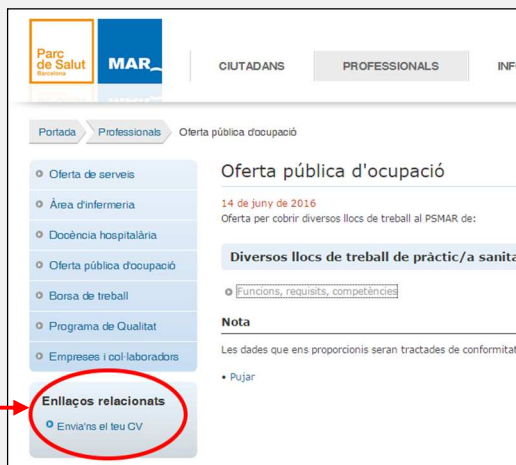 Parc
de Salut
Barcelona
MAR
CIUTADANS
PROFESSIONALS
Portada
Professionals
Oferta pública d'ocupació
Oferta de serveis
Àrea d'infermeria
Docència hospitalària
Oferta pública d'ocupació
Borsa de treball
Programa de Qualitat
Empreses i col·laboradors
Enllaços relacionats
Envia'ns el teu CV
Oferta pública d'ocupació
14 de juny de 2016
Oferta per cobrir diversos llocs de treball al PSMAR de:
Diversos llocs de treball de pràctic/a sanita
Funcions, requisits, competències
Nota
Les dades que ens proporcionis seran tractades de conformitat
• Pujar